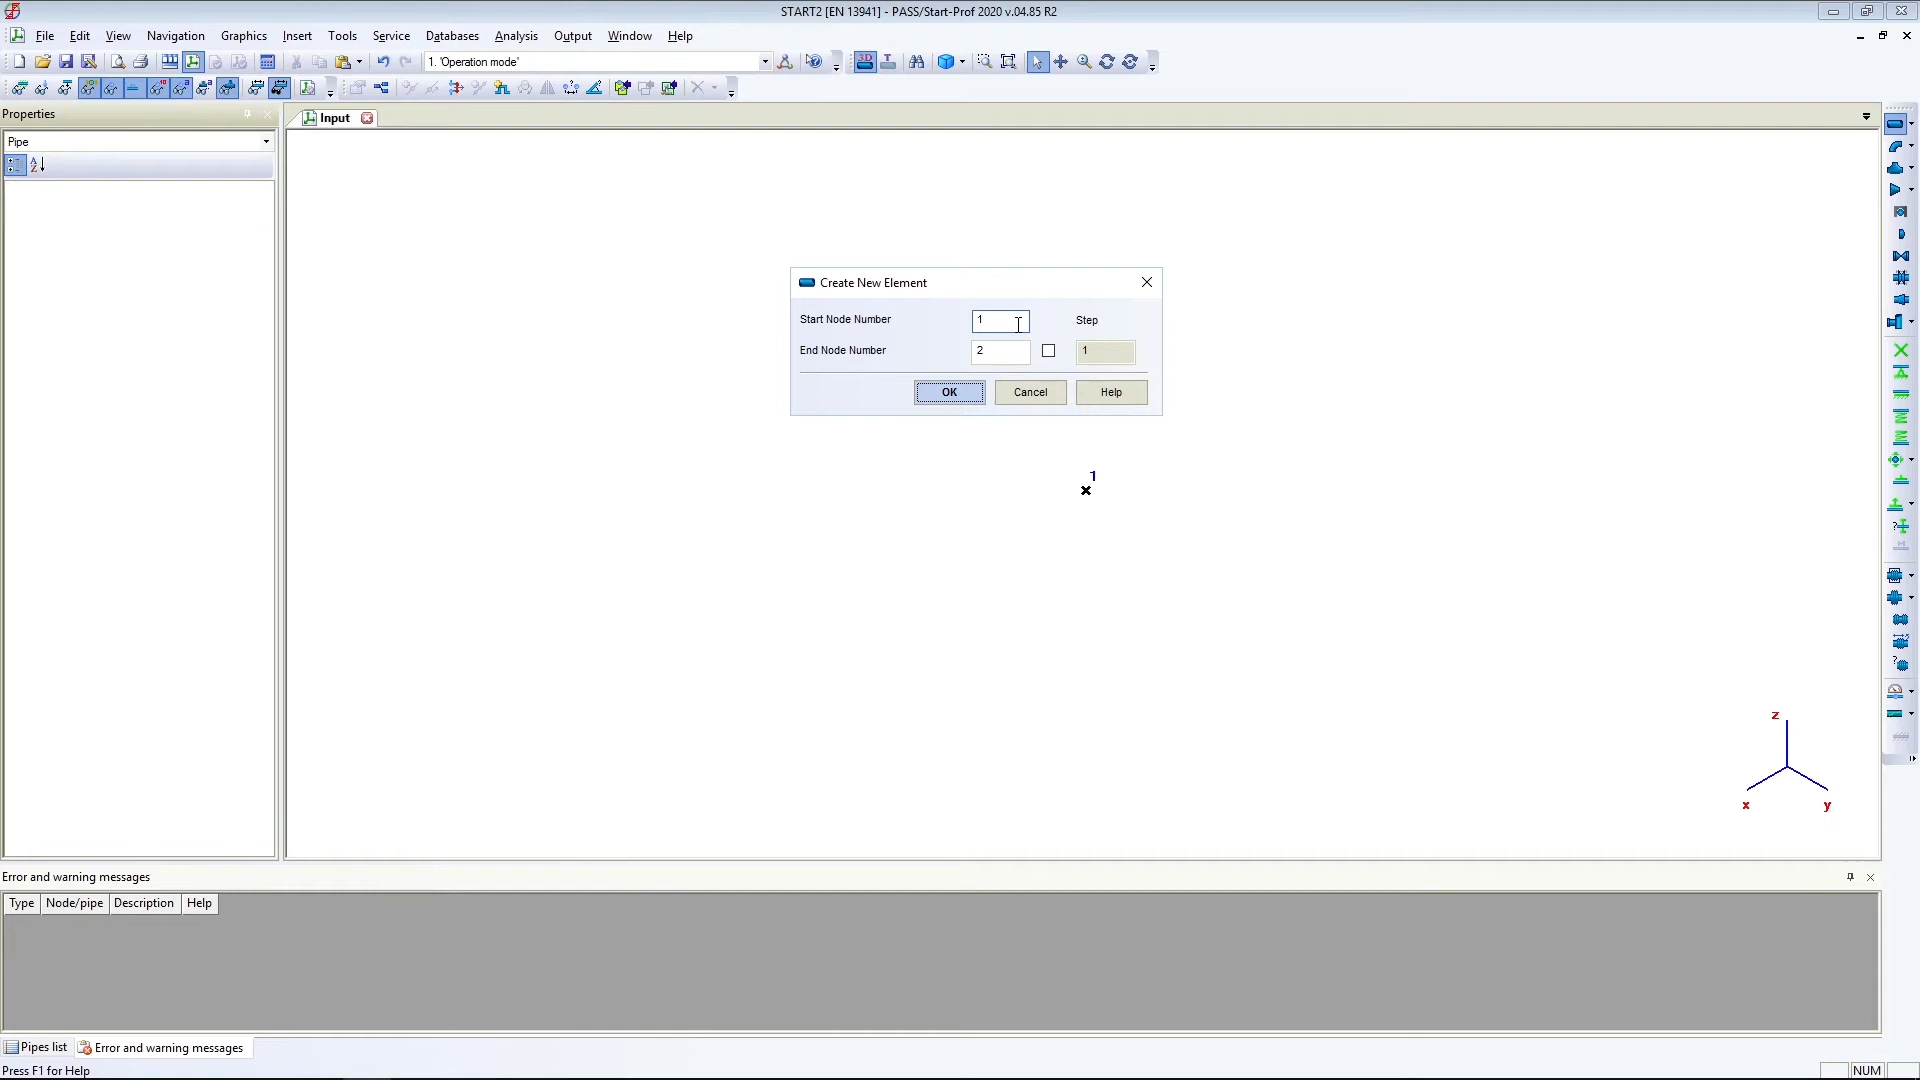 START2 [EN 13941] - PASS/Start-Prof 2020 v.04.85 R2
File Edit View Navigation Graphics Insert Tools Service Databases Analysis Output Window Help
1. 'Operation mode'
3D
Properties
Input
Pipe
A
Z
Create New Element
Start Node Number 1 Step
End Node Number 2 1
OK Cancel Help
1
z
x y
Error and warning messages
Type Node/pipe Description Help
Pipes list Error and warning messages
Press F1 for Help NUM